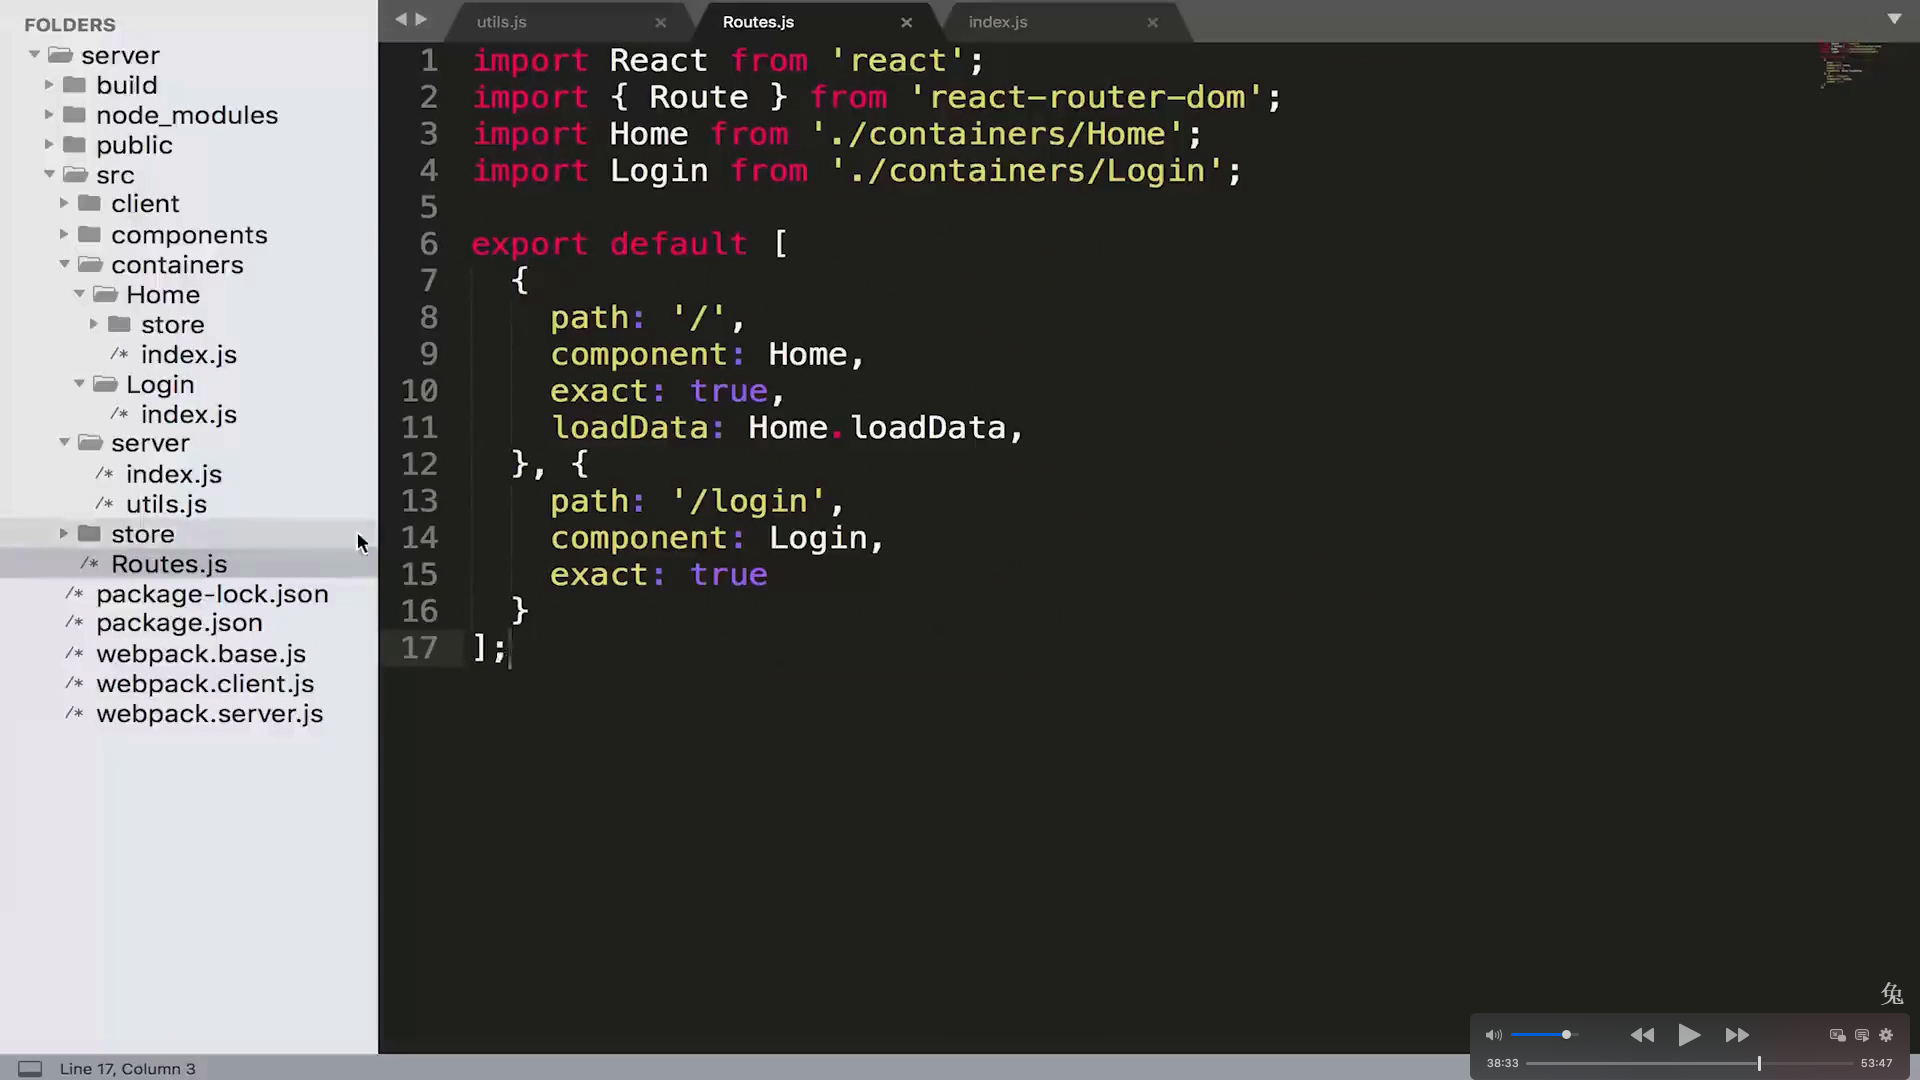 FOLDERS
server
build
node_modules
public
src
client
components
containers
Home
store
/* index.js
Login
/* index.js
server
/* index.js
/* utils.js
store
/* Routes.js
/* package-lock.json
/* package.json
/* webpack.base.js
/* webpack.client.js
/* webpack.server.js
utils.js × Routes.js × index.js ×
1 import React from 'react';
2 import { Route } from 'react-router-dom';
3 import Home from './containers/Home';
4 import Login from './containers/Login';
5
6 export default [
7 {
8 path: '/',
9 component: Home,
10 exact: true,
11 loadData: Home.loadData,
12 }, {
13 path: '/login',
14 component: Login,
15 exact: true
16 }
17 ];
兔
38:33 53:47
Line 17, Column 3